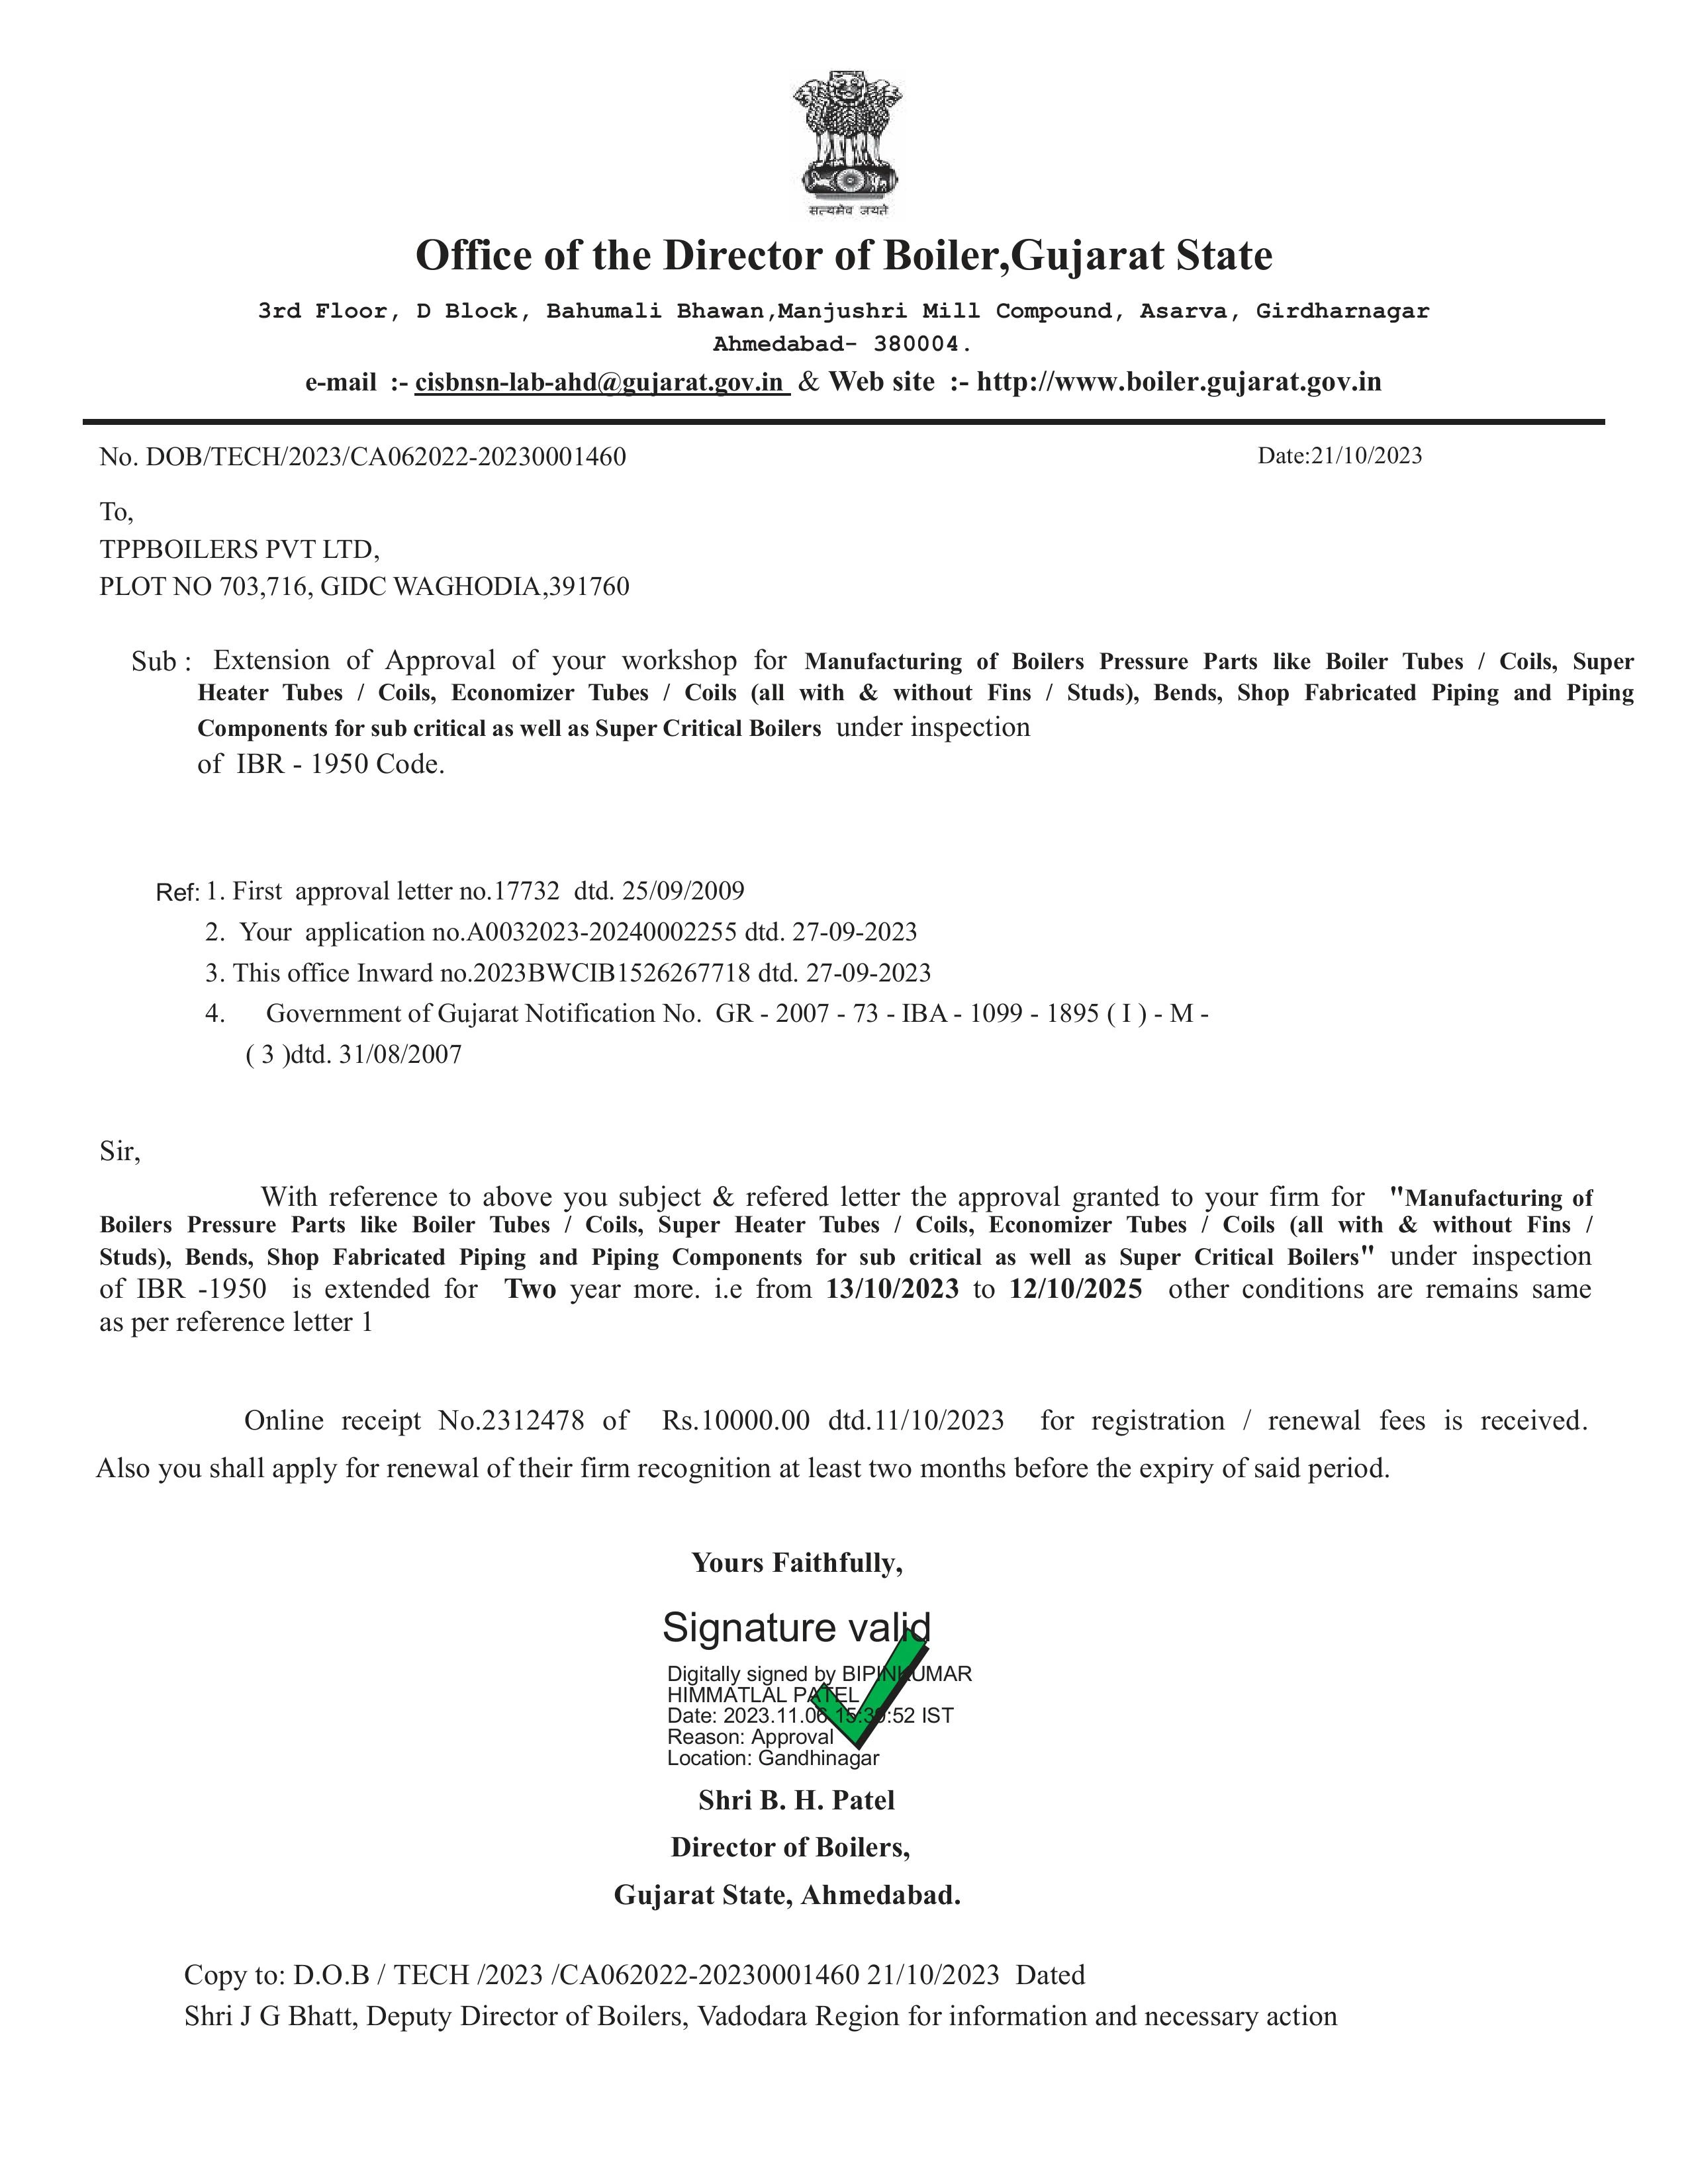 सत्यमेव जयते
Office of the Director of Boiler,Gujarat State
3rd Floor, D Block, Bahumali Bhawan,Manjushri Mill Compound, Asarva, Girdharnagar
Ahmedabad- 380004.
e-mail :- cisbnsn-lab-ahd@gujarat.gov.in & Web site :- http://www.boiler.gujarat.gov.in
No. DOB/TECH/2023/CA062022-20230001460 Date:21/10/2023
To,
TPPBOILERS PVT LTD,
PLOT NO 703,716, GIDC WAGHODIA,391760
Sub : Extension of Approval of your workshop for Manufacturing of Boilers Pressure Parts like Boiler Tubes / Coils, Super
Heater Tubes / Coils, Economizer Tubes / Coils (all with & without Fins / Studs), Bends, Shop Fabricated Piping and Piping
Components for sub critical as well as Super Critical Boilers under inspection
of IBR - 1950 Code.
Ref: 1. First approval letter no.17732 dtd. 25/09/2009
2. Your application no.A0032023-20240002255 dtd. 27-09-2023
3. This office Inward no.2023BWCIB1526267718 dtd. 27-09-2023
4. Government of Gujarat Notification No. GR - 2007 - 73 - IBA - 1099 - 1895 ( I ) - M -
( 3 )dtd. 31/08/2007
Sir,
With reference to above you subject & refered letter the approval granted to your firm for "Manufacturing of
Boilers Pressure Parts like Boiler Tubes / Coils, Super Heater Tubes / Coils, Economizer Tubes / Coils (all with & without Fins /
Studs), Bends, Shop Fabricated Piping and Piping Components for sub critical as well as Super Critical Boilers" under inspection
of IBR -1950 is extended for Two year more. i.e from 13/10/2023 to 12/10/2025 other conditions are remains same
as per reference letter 1
Online receipt No.2312478 of Rs.10000.00 dtd.11/10/2023 for registration / renewal fees is received.
Also you shall apply for renewal of their firm recognition at least two months before the expiry of said period.
Yours Faithfully,
Signature valid
Digitally signed by BIPINKUMAR
HIMMATLAL PATEL
Date: 2023.11.06 15:39:52 IST
Reason: Approval
Location: Gandhinagar
Shri B. H. Patel
Director of Boilers,
Gujarat State, Ahmedabad.
Copy to: D.O.B / TECH /2023 /CA062022-20230001460 21/10/2023 Dated
Shri J G Bhatt, Deputy Director of Boilers, Vadodara Region for information and necessary action